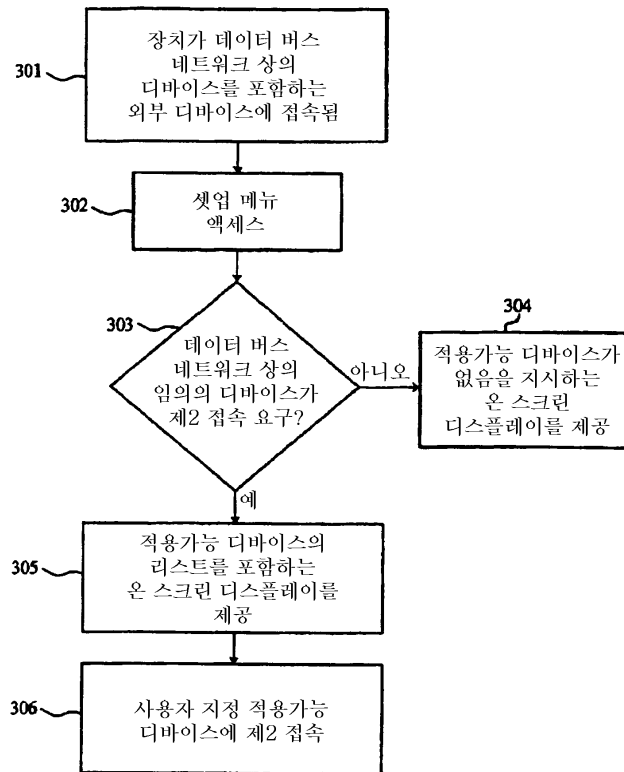 301
장치가 데이터 버스
네트워크 상의
디바이스를 포함하는
외부 디바이스에 접속됨
302
셋업 메뉴
액세스
303
데이터 버스
네트워크 상의
임의의 디바이스가
제2 접속 요구?
아니오
304
적용가능 디바이스가
없음을 지시하는
온 스크린
디스플레이를 제공
예
305
적용가능 디바이스의
리스트를 포함하는
온 스크린 디스플레이를
제공
306
사용자 지정 적용가능
디바이스에 제2 접속